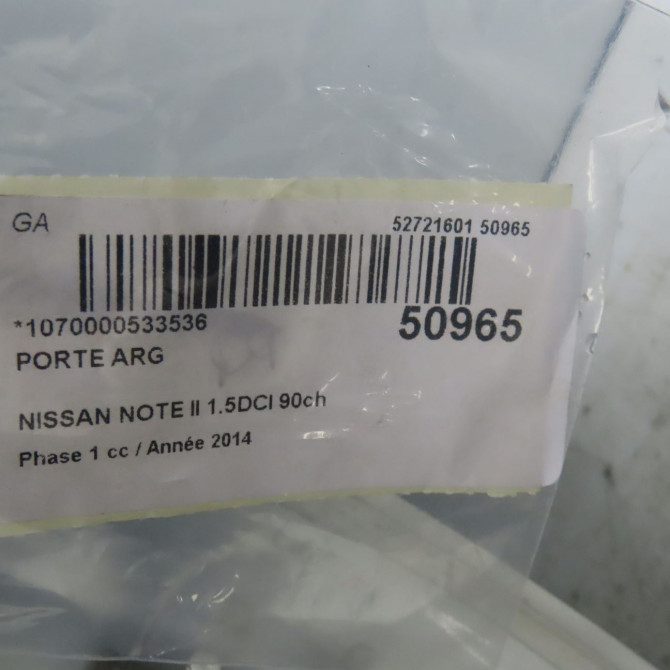 GA
52721601 50965
*1070000533536
50965
PORTE ARG
NISSAN NOTE II 1.5DCI 90ch
Phase 1 cc / Année 2014